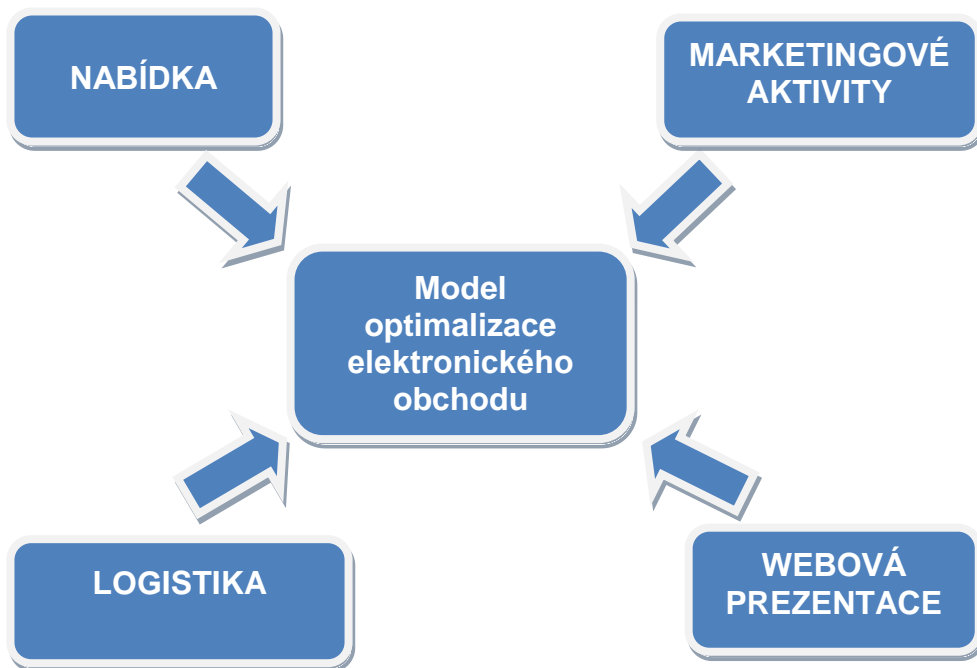 NABÍDKA
MARKETINGOVÉ
AKTIVITY
Model
optimalizace
elektronického
obchodu
LOGISTIKA
WEBOVÁ
PREZENTACE